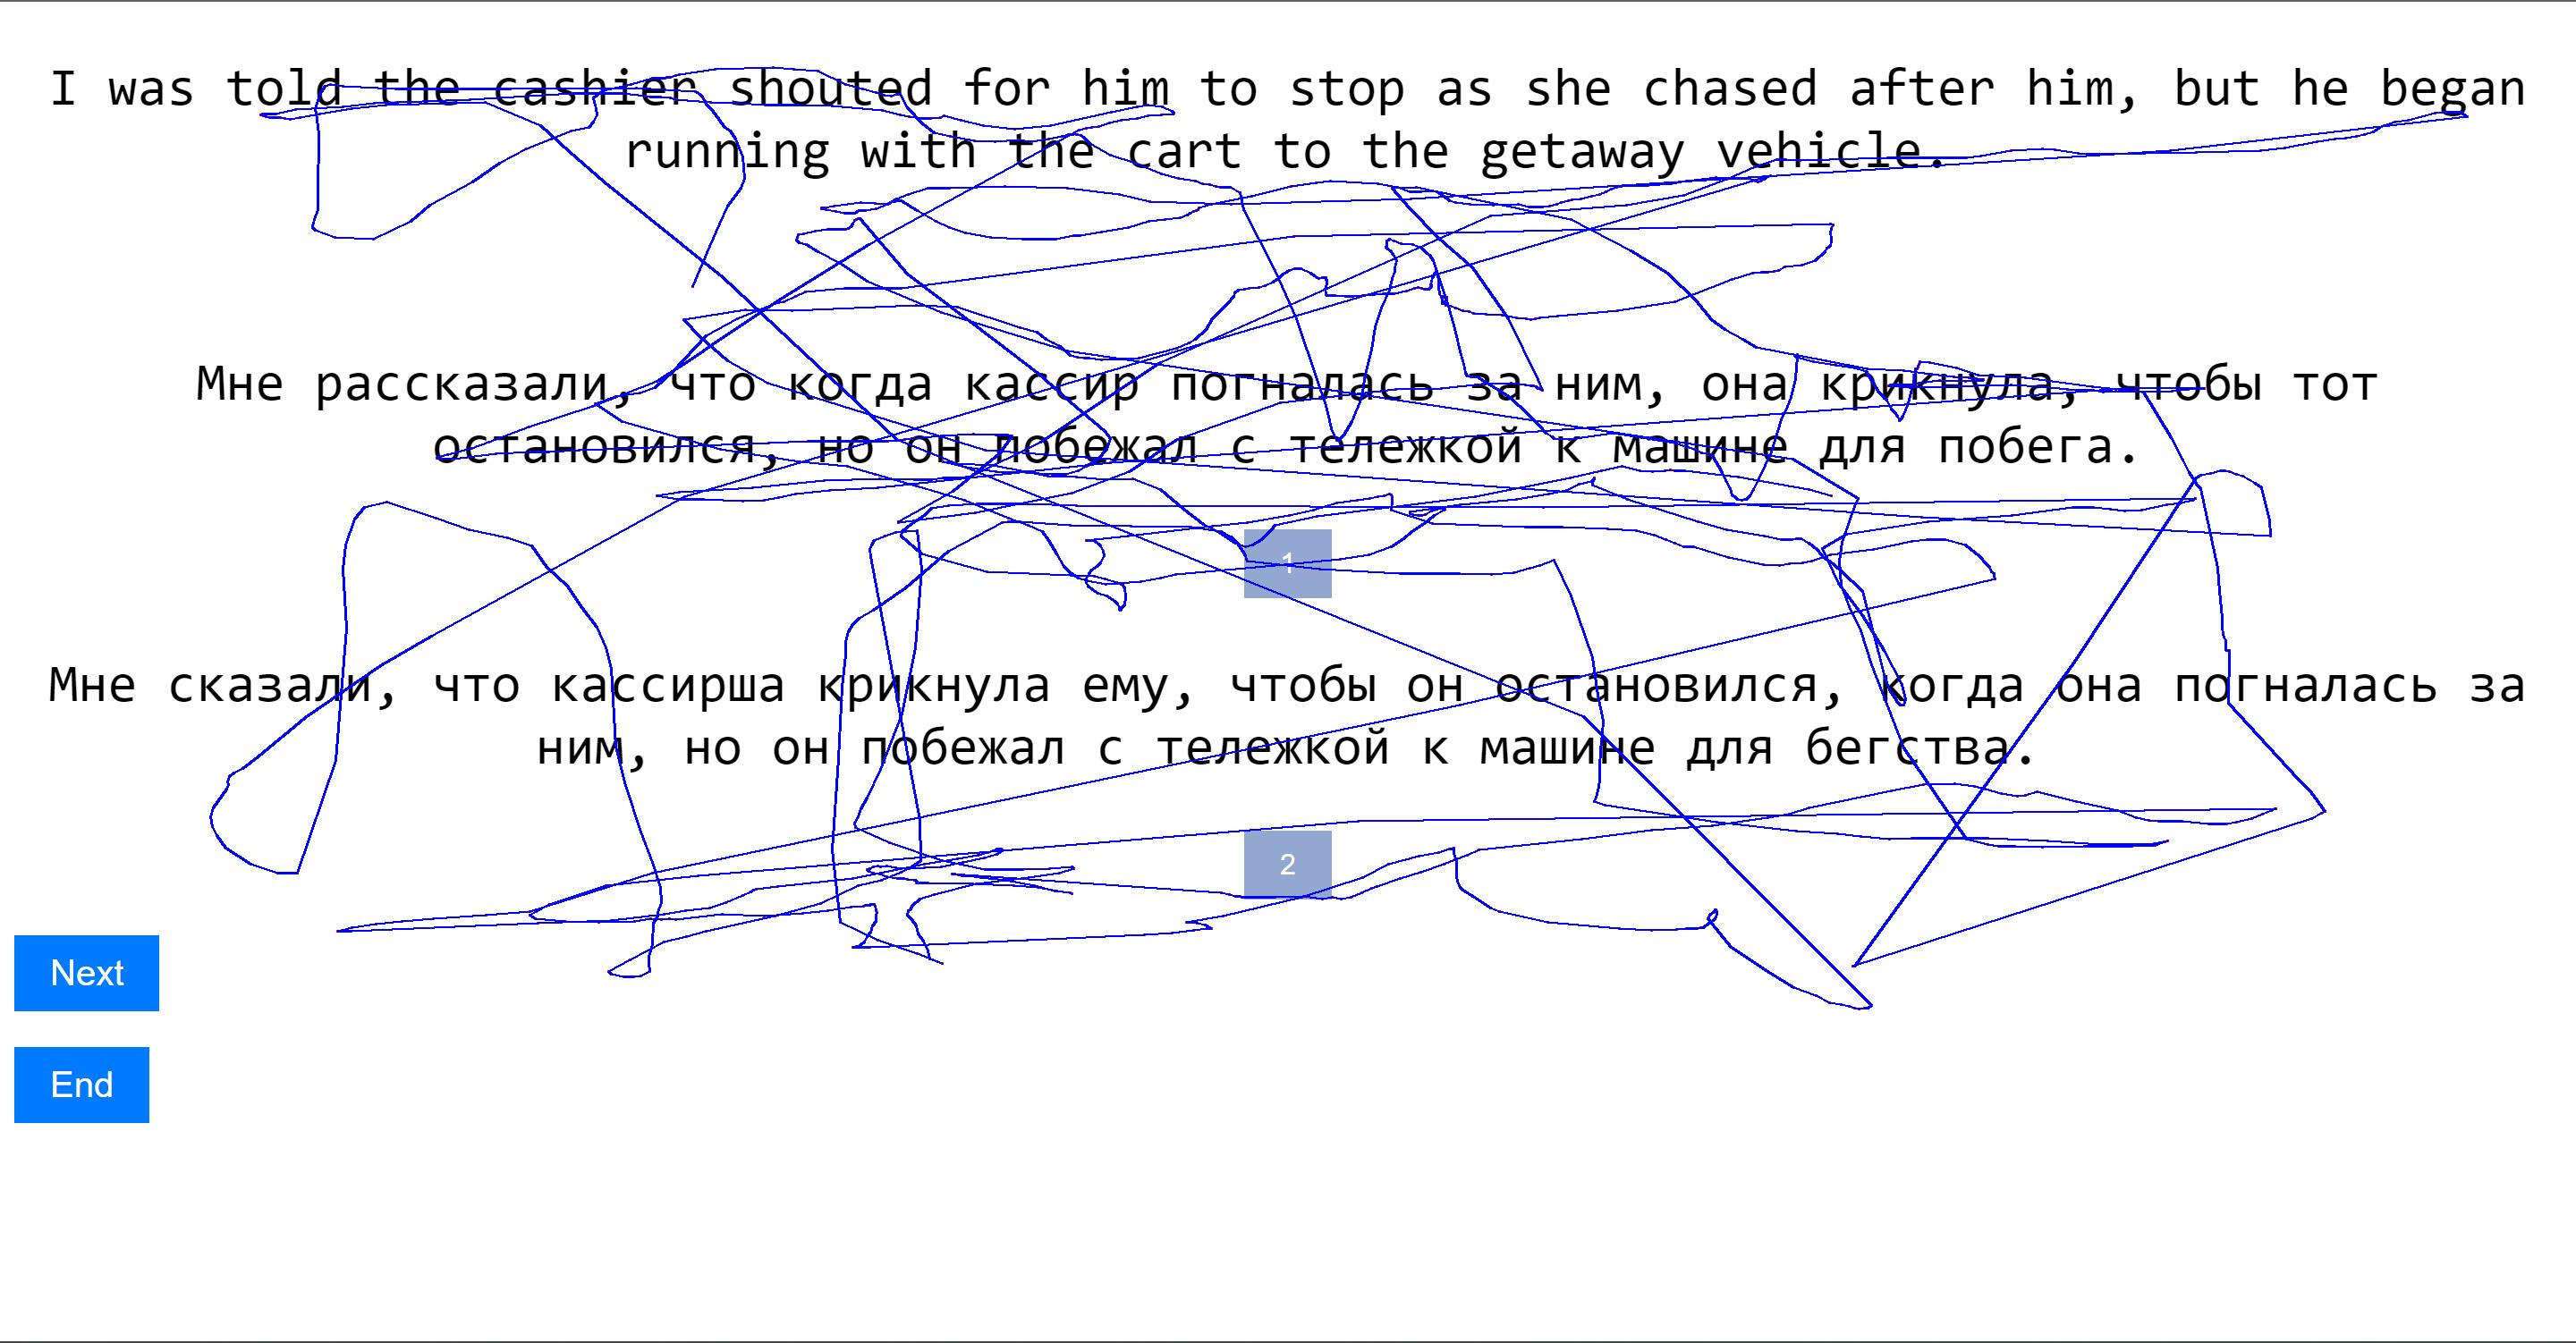 I was told the cashier shouted for him to stop as she chased after him, but he began
running with the cart to the getaway vehicle.
Мне рассказали, что когда кассир погналась за ним, она крикнула, чтобы тот
остановился, но он побежал с тележкой к машине для побега.
1
Мне сказали, что кассирша крикнула ему, чтобы он остановился, когда она погналась за
ним, но он побежал с тележкой к машине для бегства.
2
Next
End